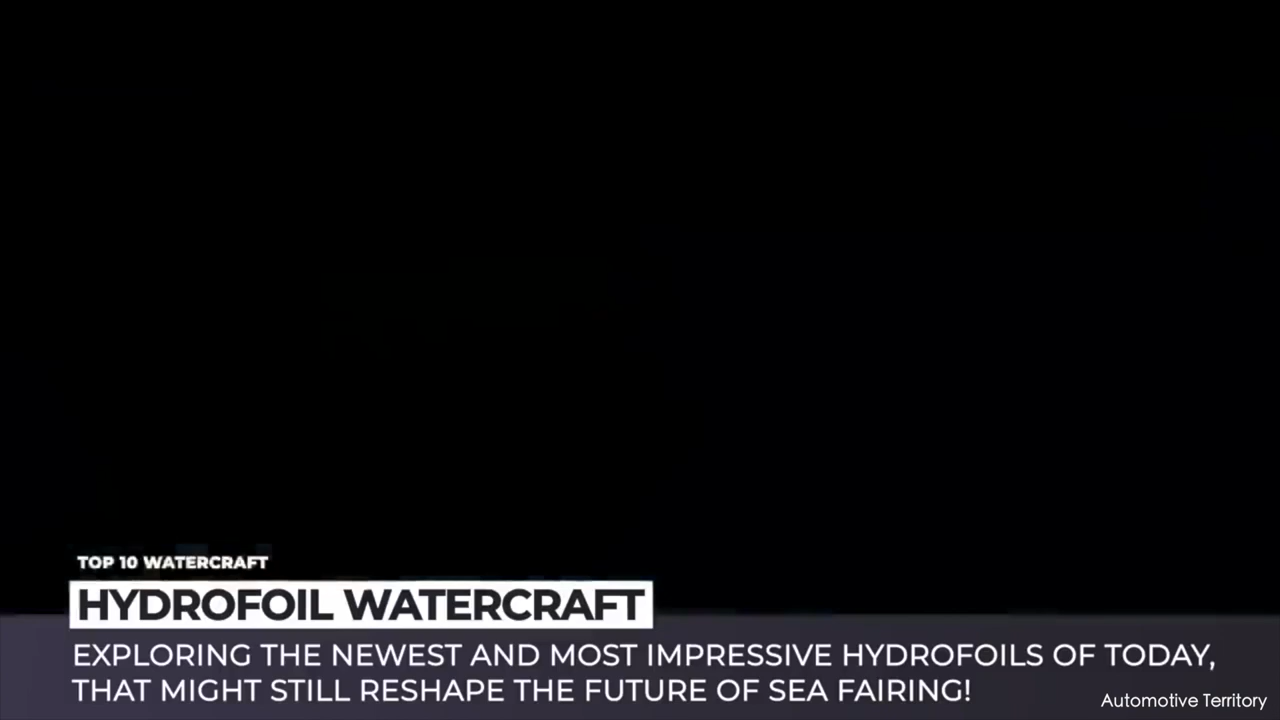 TOP 10 WATERCRAFT
HYDROFOIL WATERCRAFT
EXPLORING THE NEWEST AND MOST IMPRESSIVE HYDROFOILS OF TODAY,
THAT MIGHT STILL RESHAPE THE FUTURE OF SEA FAIRING!
Automotive Territory